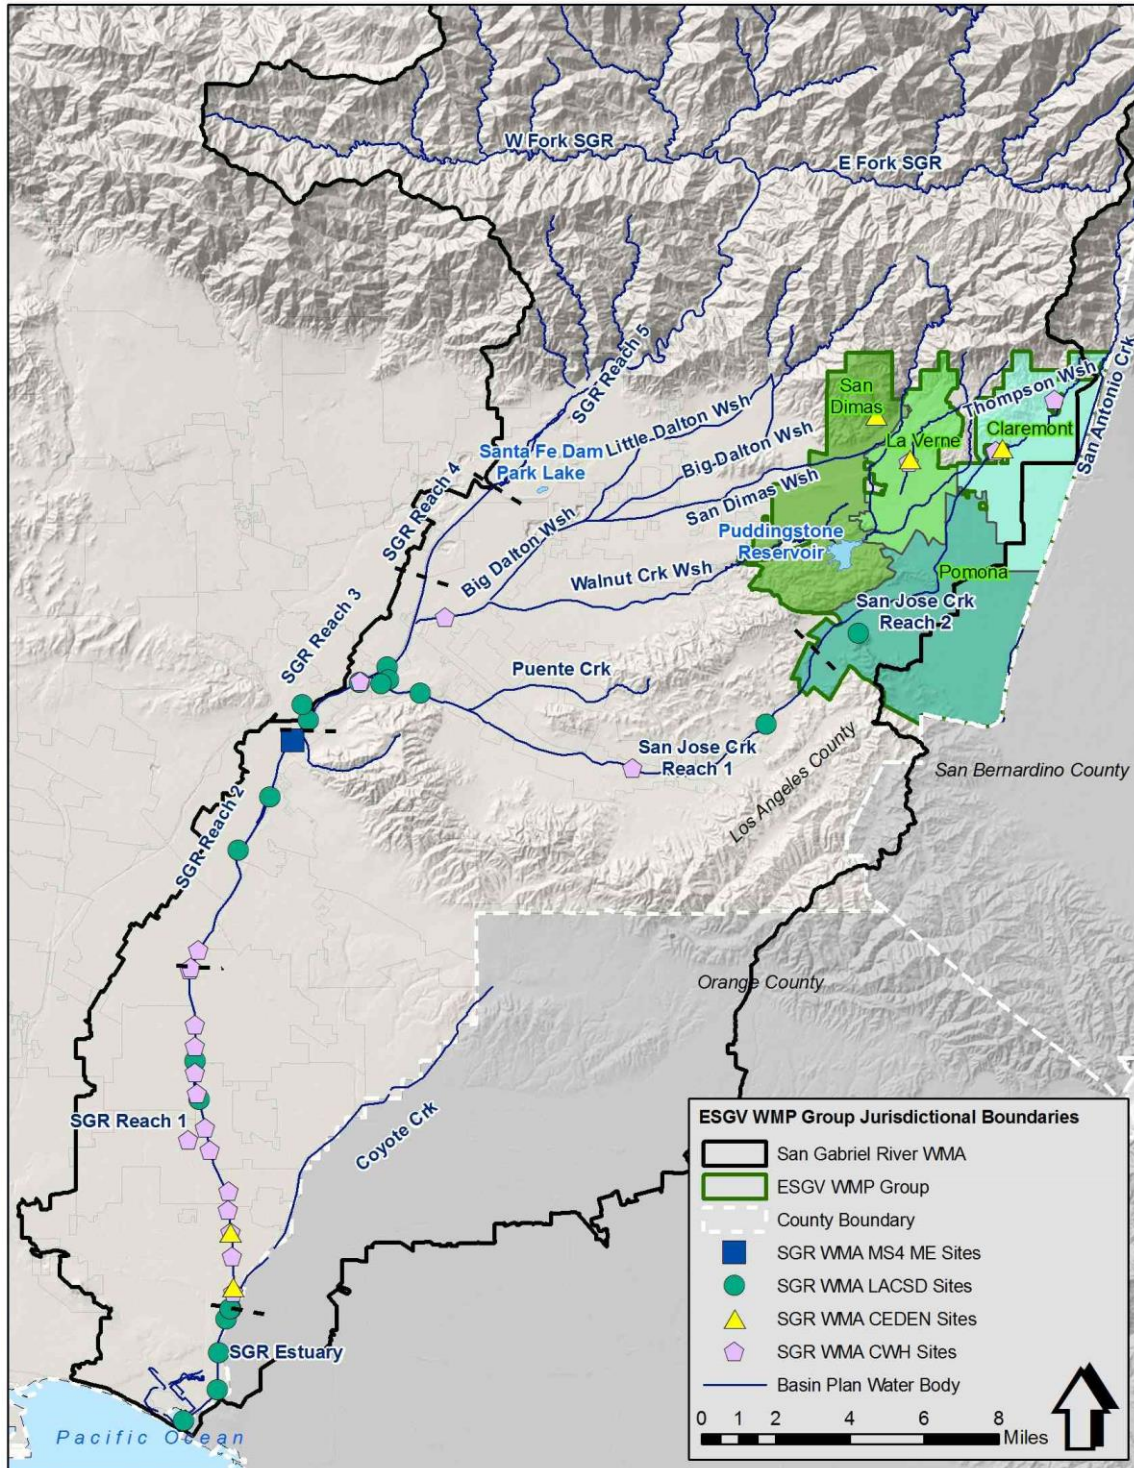 W Fork SGR
E Fork SGR
SGR Reach 5
San
Dimas
Thompson Wsh
La Verne
Claremont
San Antonio Crk
Little Dalton Wsh
Big Dalton Wsh
Santa Fe Dam
Park Lake
San Dimas Wsh
SGR Reach 4
Big Dalton Wsh
Puddingstone
Reservoir
Walnut Crk Wsh
Pomona
San Jose Crk
Reach 2
SGR Reach 3
Puente Crk
San Jose Crk
Reach 1
Los Angeles County
San Bernardino County
SGR Reach 2
Orange County
SGR Reach 1
Coyote Crk
SGR Estuary
Pacific Ocean
ESGV WMP Group Jurisdictional Boundaries
San Gabriel River WMA
ESGV WMP Group
County Boundary
SGR WMA MS4 ME Sites
SGR WMA LACSD Sites
SGR WMA CEDEN Sites
SGR WMA CWH Sites
Basin Plan Water Body
0 1 2 4 6 8
Miles